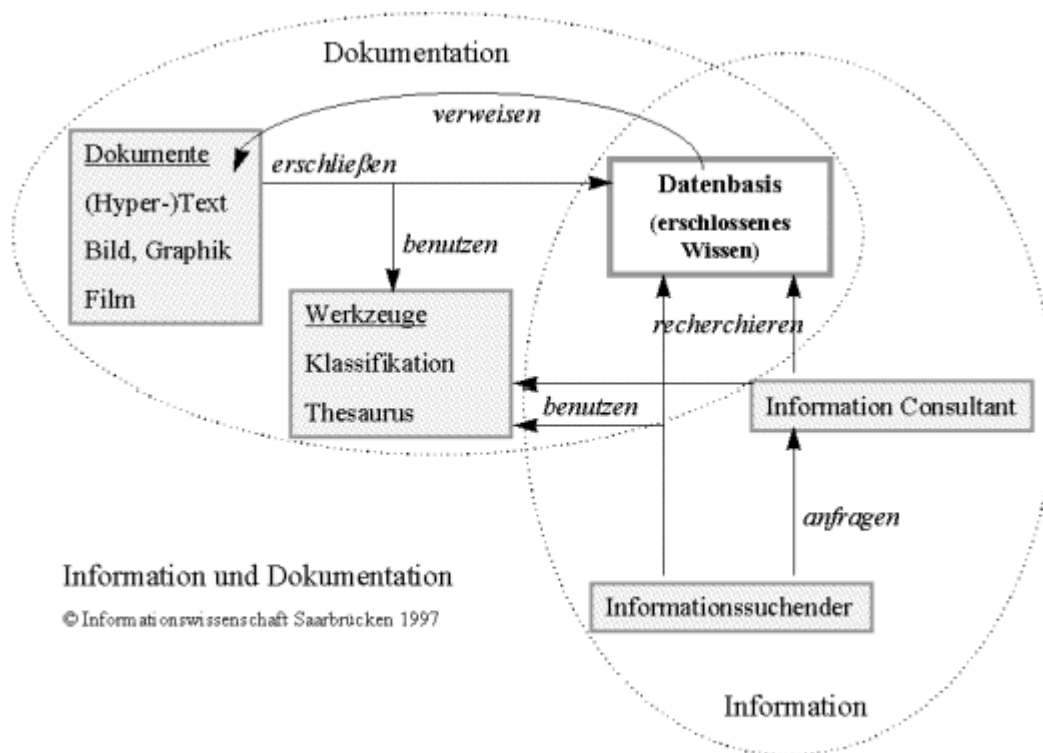 Dokumentation
verweisen
Dokumente
(Hyper-)Text
Bild, Graphik
Film
erschließen
Datenbasis
(erschlossenes
Wissen)
benutzen
Werkzeuge
Klassifikation
Thesaurus
recherchieren
benutzen
Information Consultant
anfragen
Information und Dokumentation
© Informationswissenschaft Saarbrücken 1997
Informationssuchender
Information